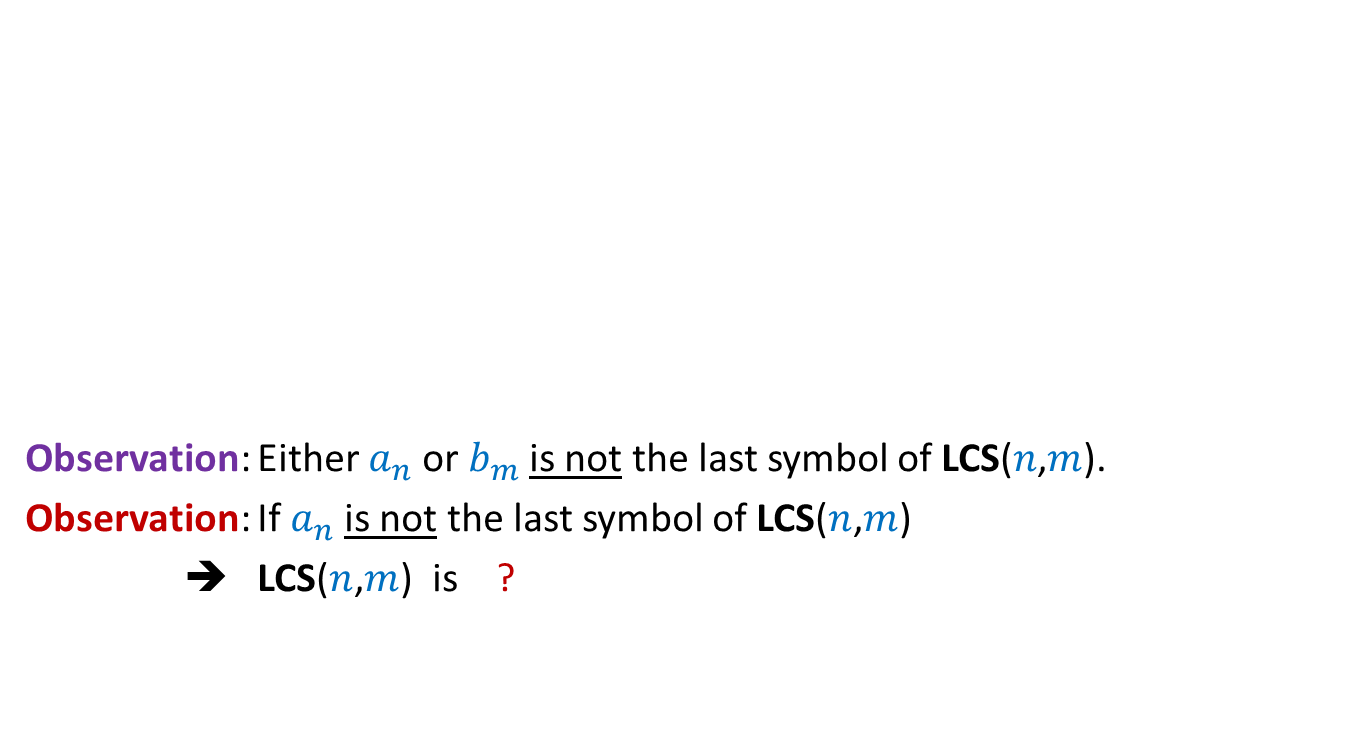 Observation: Either aₙ or bₘ is not the last symbol of LCS(n,m).
Observation: If aₙ is not the last symbol of LCS(n,m)
➔ LCS(n,m) is ?